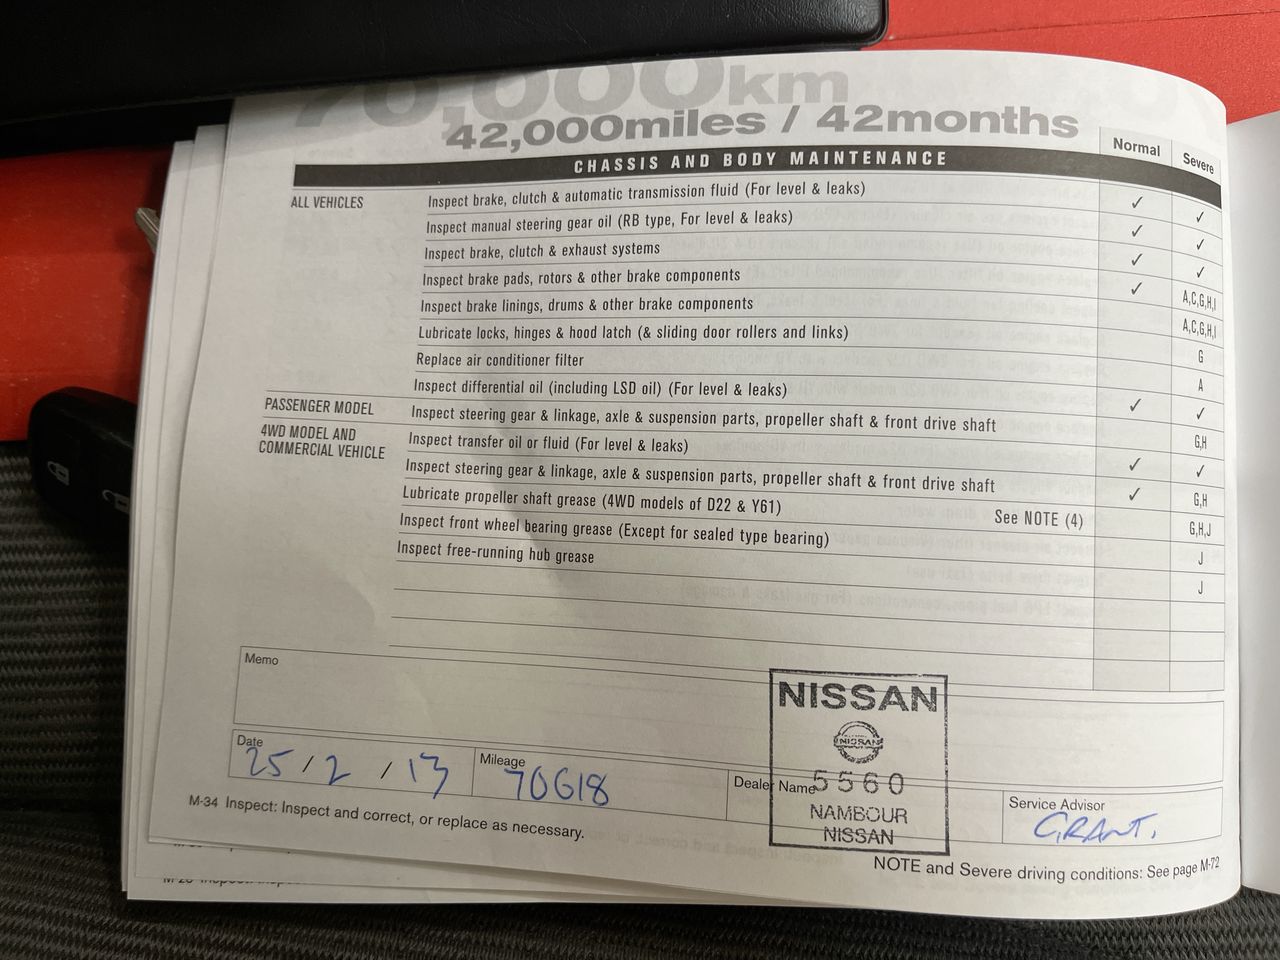 70,000km
42,000miles / 42months
Normal Severe
CHASSIS AND BODY MAINTENANCE
ALL VEHICLES Inspect brake, clutch & automatic transmission fluid (For level & leaks) ✓ ✓
Inspect manual steering gear oil (RB type, For level & leaks) ✓ ✓
Inspect brake, clutch & exhaust systems ✓ ✓
Inspect brake pads, rotors & other brake components ✓ A,C,G,H,I
Inspect brake linings, drums & other brake components A,C,G,H,I
Lubricate locks, hinges & hood latch (& sliding door rollers and links) G
Replace air conditioner filter A
Inspect differential oil (including LSD oil) (For level & leaks) ✓ ✓
PASSENGER MODEL Inspect steering gear & linkage, axle & suspension parts, propeller shaft & front drive shaft G,H
4WD MODEL AND Inspect transfer oil or fluid (For level & leaks) ✓ ✓
COMMERCIAL VEHICLE Inspect steering gear & linkage, axle & suspension parts, propeller shaft & front drive shaft ✓ G,H
Lubricate propeller shaft grease (4WD models of D22 & Y61) See NOTE (4) G,H,J
Inspect front wheel bearing grease (Except for sealed type bearing) J
Inspect free-running hub grease J
Memo
NISSAN
NISSAN
5560
NAMBOUR
NISSAN
Date 25/2/13
Mileage 70618
Dealer Name
Service Advisor GRANT.
M-34 Inspect: Inspect and correct, or replace as necessary.
NOTE and Severe driving conditions: See page M-72